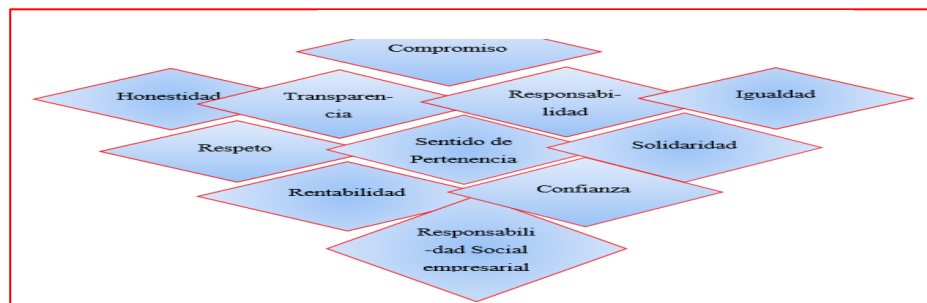 Compromiso
Honestidad
Transparen-
cia
Responsabi-
lidad
Igualdad
Respeto
Sentido de
Pertenencia
Solidaridad
Rentabilidad
Confianza
Responsabili
-dad Social
empresarial